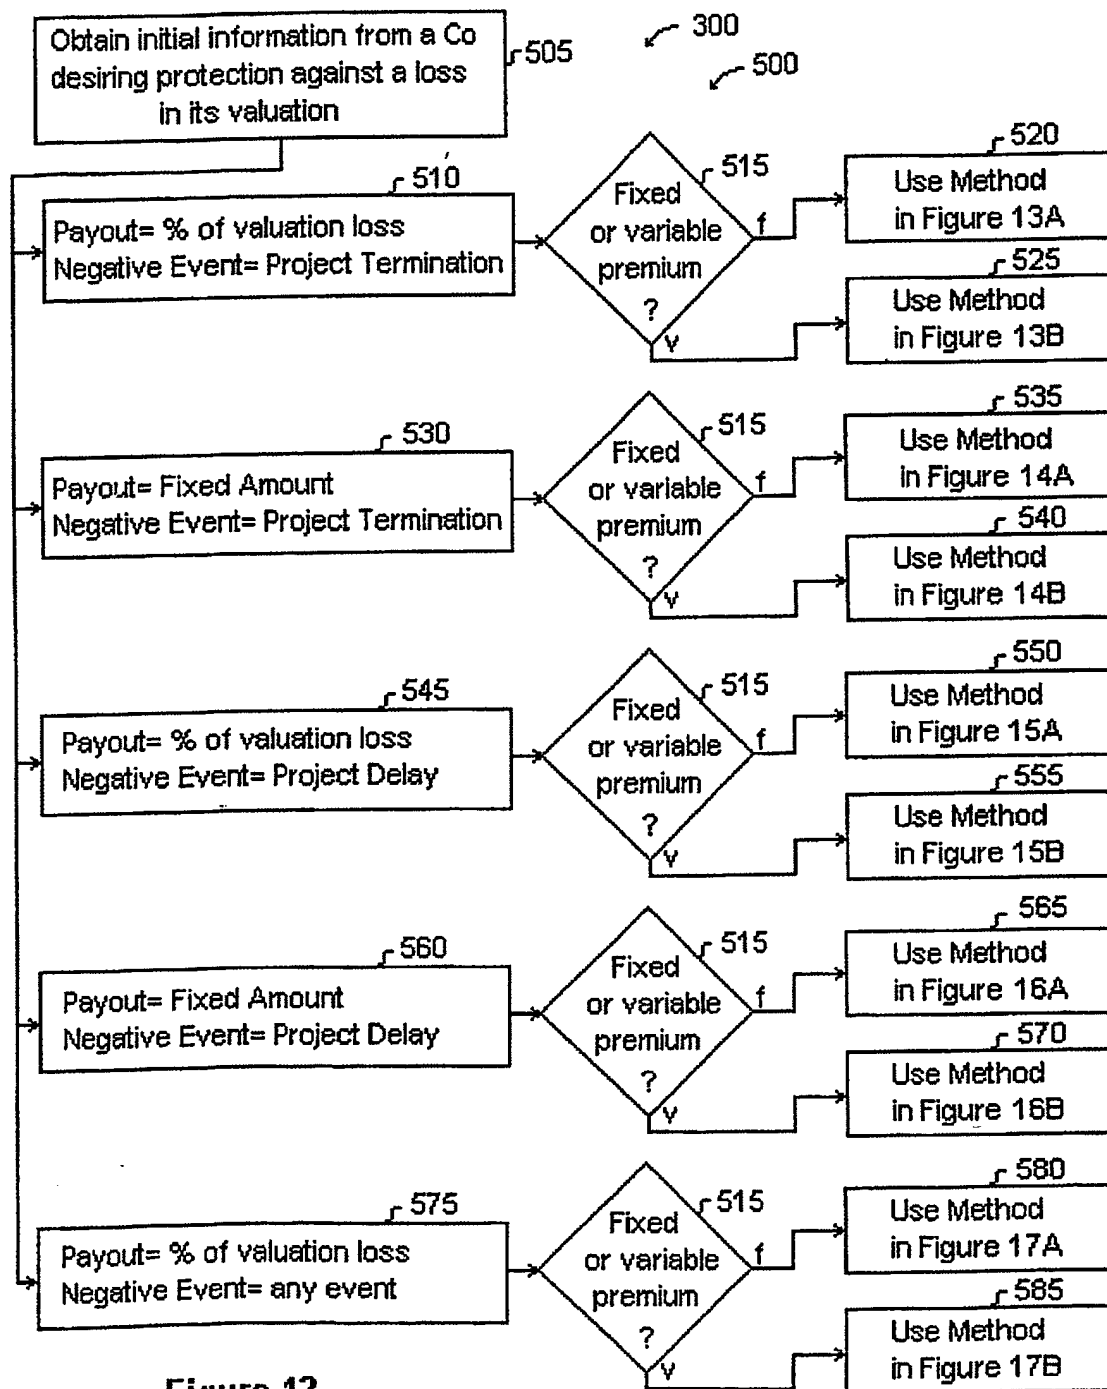 Obtain initial information from a Co
desiring protection against a loss
in its valuation
505
300
500
510
Payout= % of valuation loss
Negative Event= Project Termination
515
Fixed
or variable
premium
?
f
v
520
Use Method
in Figure 13A
525
Use Method
in Figure 13B
530
Payout= Fixed Amount
Negative Event= Project Termination
515
Fixed
or variable
premium
?
f
v
535
Use Method
in Figure 14A
540
Use Method
in Figure 14B
545
Payout= % of valuation loss
Negative Event= Project Delay
515
Fixed
or variable
premium
?
f
v
550
Use Method
in Figure 15A
555
Use Method
in Figure 15B
560
Payout= Fixed Amount
Negative Event= Project Delay
515
Fixed
or variable
premium
?
f
v
565
Use Method
in Figure 16A
570
Use Method
in Figure 16B
575
Payout= % of valuation loss
Negative Event= any event
515
Fixed
or variable
premium
?
f
v
580
Use Method
in Figure 17A
585
Use Method
in Figure 17B
Figure 12